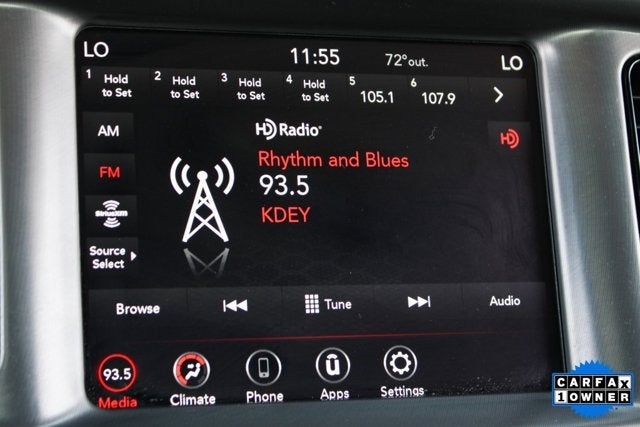 LO 11:55 72° out. LO
1 Hold to Set 2 Hold to Set 3 Hold to Set 4 Hold to Set 5 105.1 6 107.9
AM
HD Radio
HD
FM
Rhythm and Blues
93.5
KDEY
SiriusXM
Source
Select
Browse Tune Audio
93.5
Media Climate Phone Apps Settings
CARFAX
1 OWNER